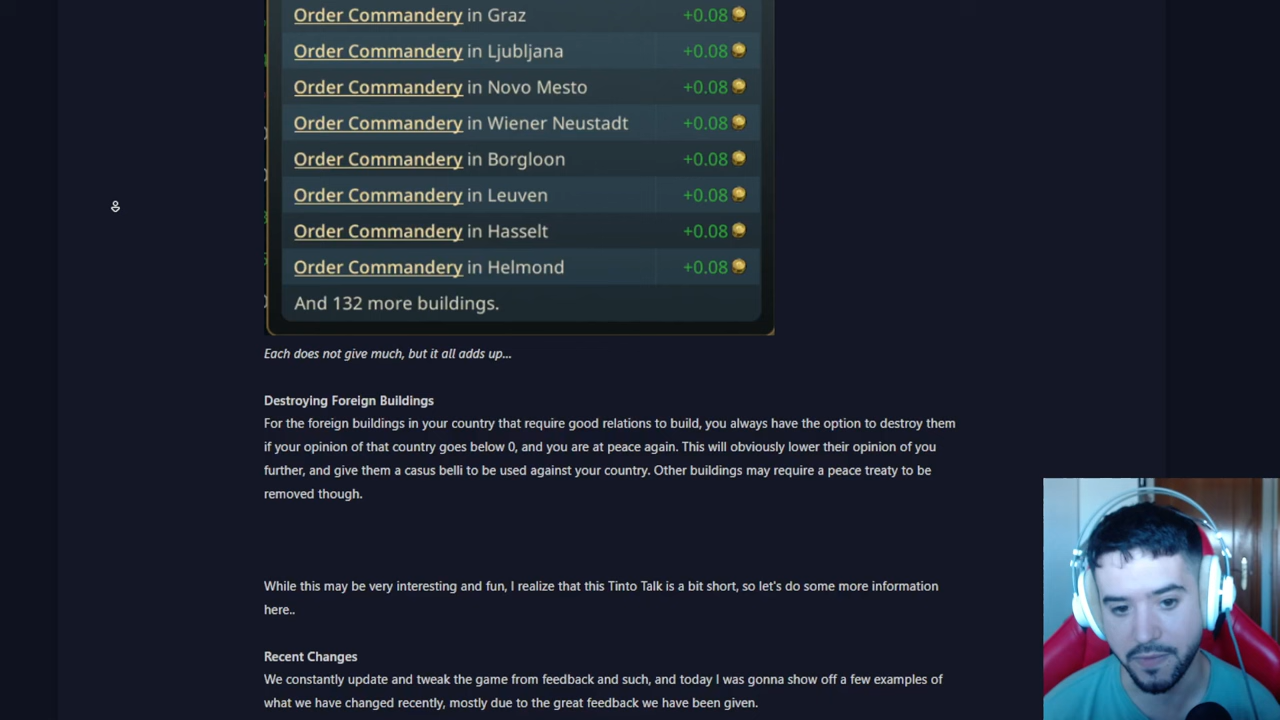 Order Commandery in Graz +0.08
Order Commandery in Ljubljana +0.08
Order Commandery in Novo Mesto +0.08
Order Commandery in Wiener Neustadt +0.08
Order Commandery in Borgloon +0.08
Order Commandery in Leuven +0.08
Order Commandery in Hasselt +0.08
Order Commandery in Helmond +0.08
And 132 more buildings.
Each does not give much, but it all adds up...
Destroying Foreign Buildings
For the foreign buildings in your country that require good relations to build, you always have the option to destroy them
if your opinion of that country goes below 0, and you are at peace again. This will obviously lower their opinion of you
further, and give them a casus belli to be used against your country. Other buildings may require a peace treaty to be
removed though.
While this may be very interesting and fun, I realize that this Tinto Talk is a bit short, so let's do some more information
here..
Recent Changes
We constantly update and tweak the game from feedback and such, and today I was gonna show off a few examples of
what we have changed recently, mostly due to the great feedback we have been given.